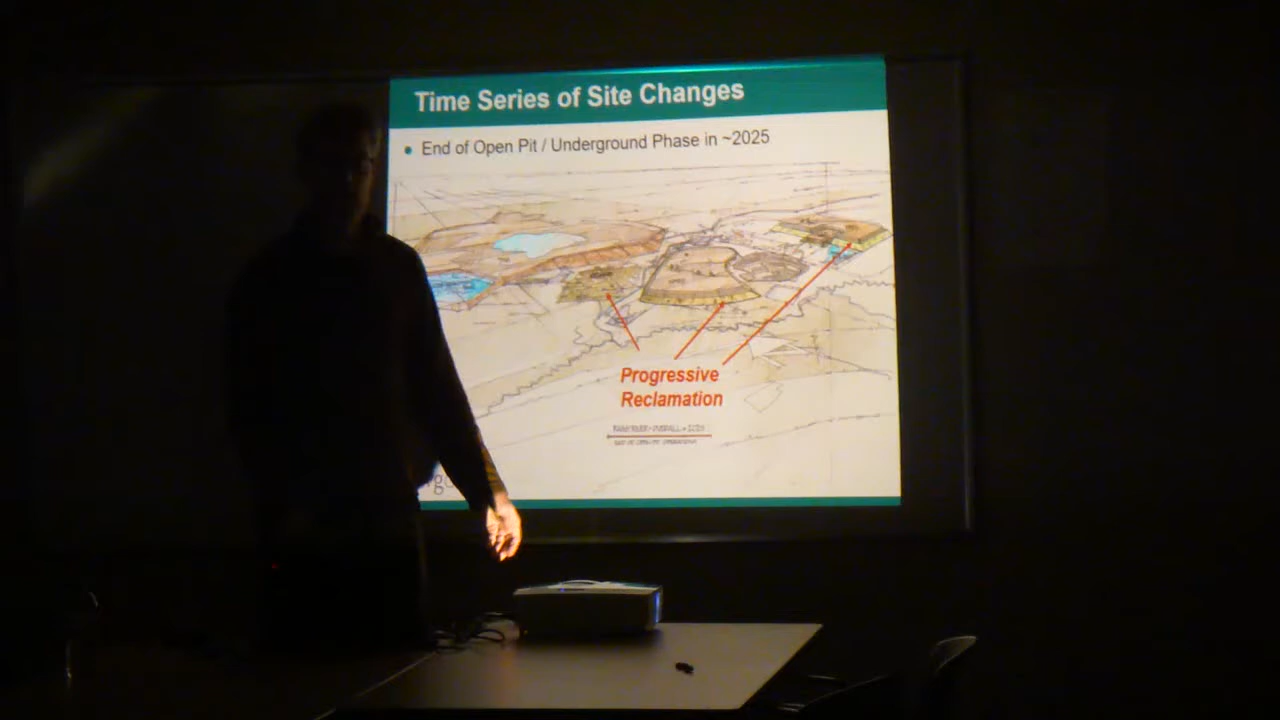 Time Series of Site Changes
• End of Open Pit / Underground Phase in ~2025
Progressive
Reclamation